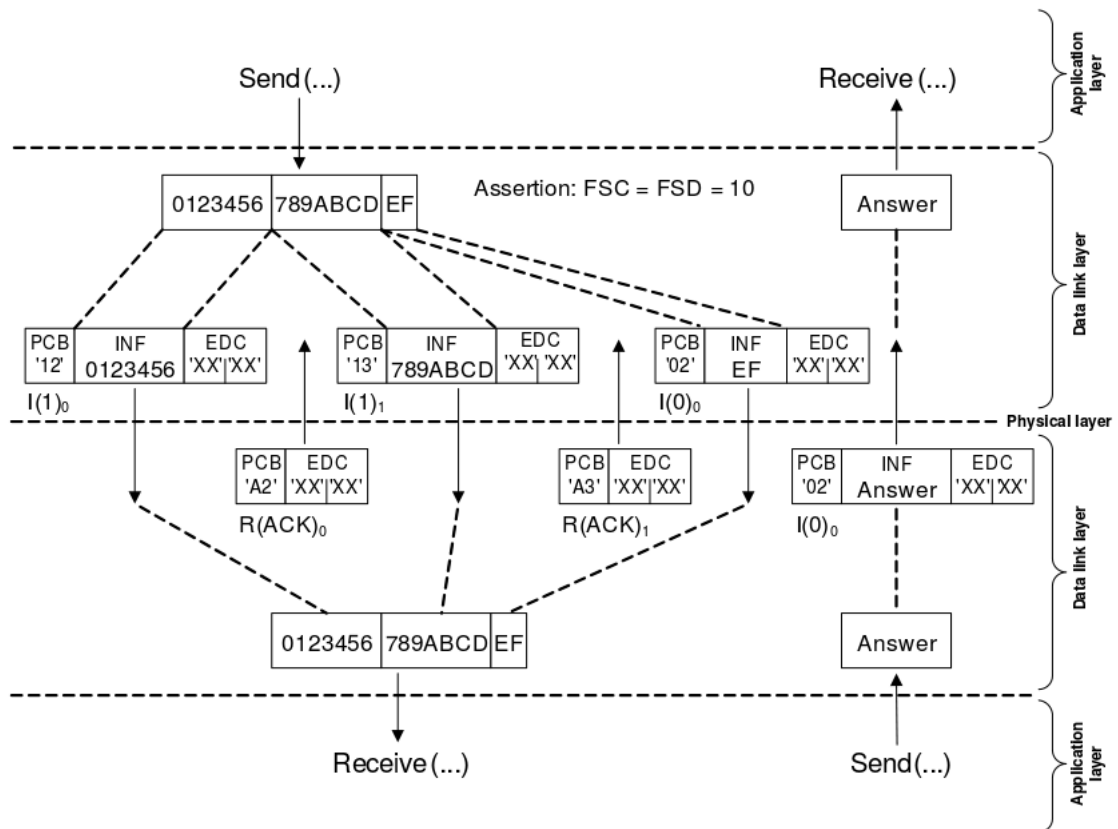 Send(...)
Receive(...)
Application layer
0123456 789ABCD EF
Assertion: FSC = FSD = 10
Answer
Data link layer
PCB INF EDC
'12' 0123456 'XX' 'XX'
I(1)₀
PCB INF EDC
'13' 789ABCD 'XX' 'XX'
I(1)₁
PCB INF EDC
'02' EF 'XX' 'XX'
I(0)₀
Physical layer
PCB EDC
'A2' 'XX' 'XX'
R(ACK)₀
PCB EDC
'A3' 'XX' 'XX'
R(ACK)₁
PCB INF EDC
'02' Answer 'XX' 'XX'
I(0)₀
Data link layer
0123456 789ABCD EF
Answer
Receive(...)
Send(...)
Application layer